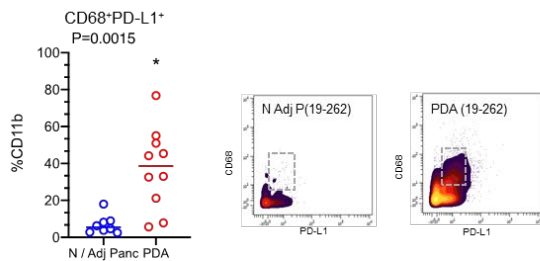 CD68⁺PD-L1⁺
P=0.0015
100
80
60
40
20
0
%CD11b
*
N / Adj Panc PDA
N Adj P(19-262)
CD68
PD-L1
PDA (19-262)
CD68
PD-L1